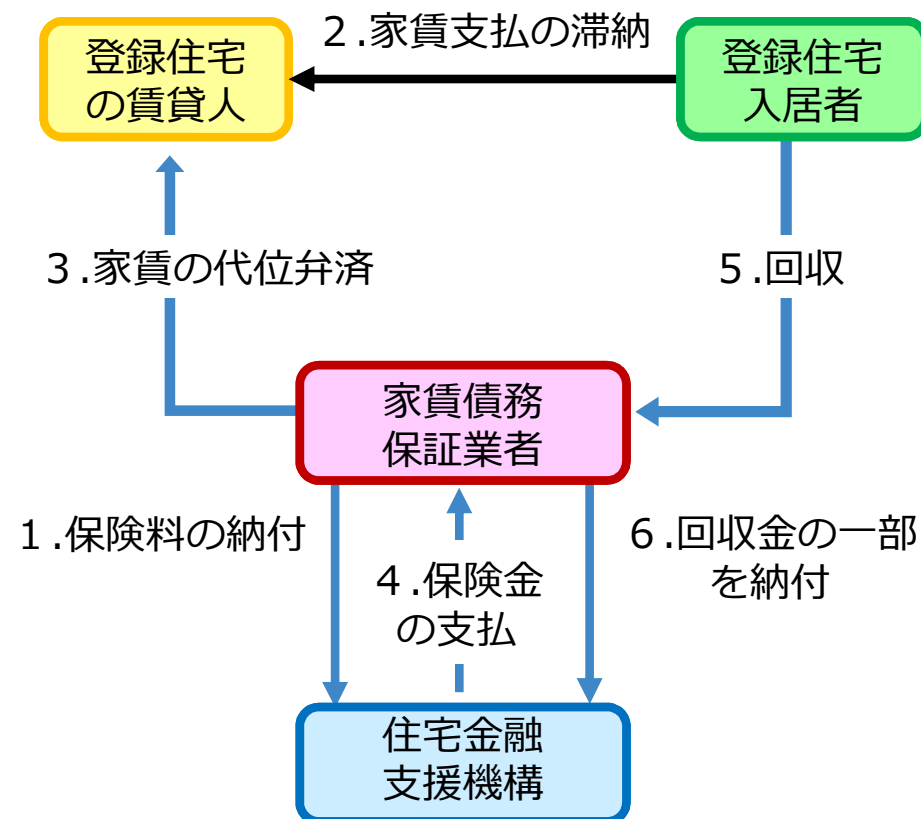 ２.家賃支払の滞納
登録住宅
の賃貸人
登録住宅
入居者
３.家賃の代位弁済
５.回収
家賃債務
保証業者
１.保険料の納付
４.保険金
の支払
６.回収金の一部
を納付
住宅金融
支援機構